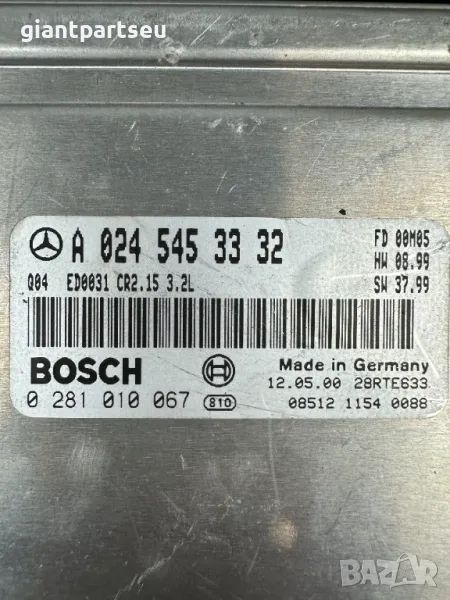 giantpartseu
A 024 545 33 32
FD 00M05
HW 08.99
Q04 ED0031 CR2.15 3.2L
SW 37.99
BOSCH
Made in Germany
12.05.00 28RTE633
0 281 010 067 810
08512 1154 0088
BAZAR